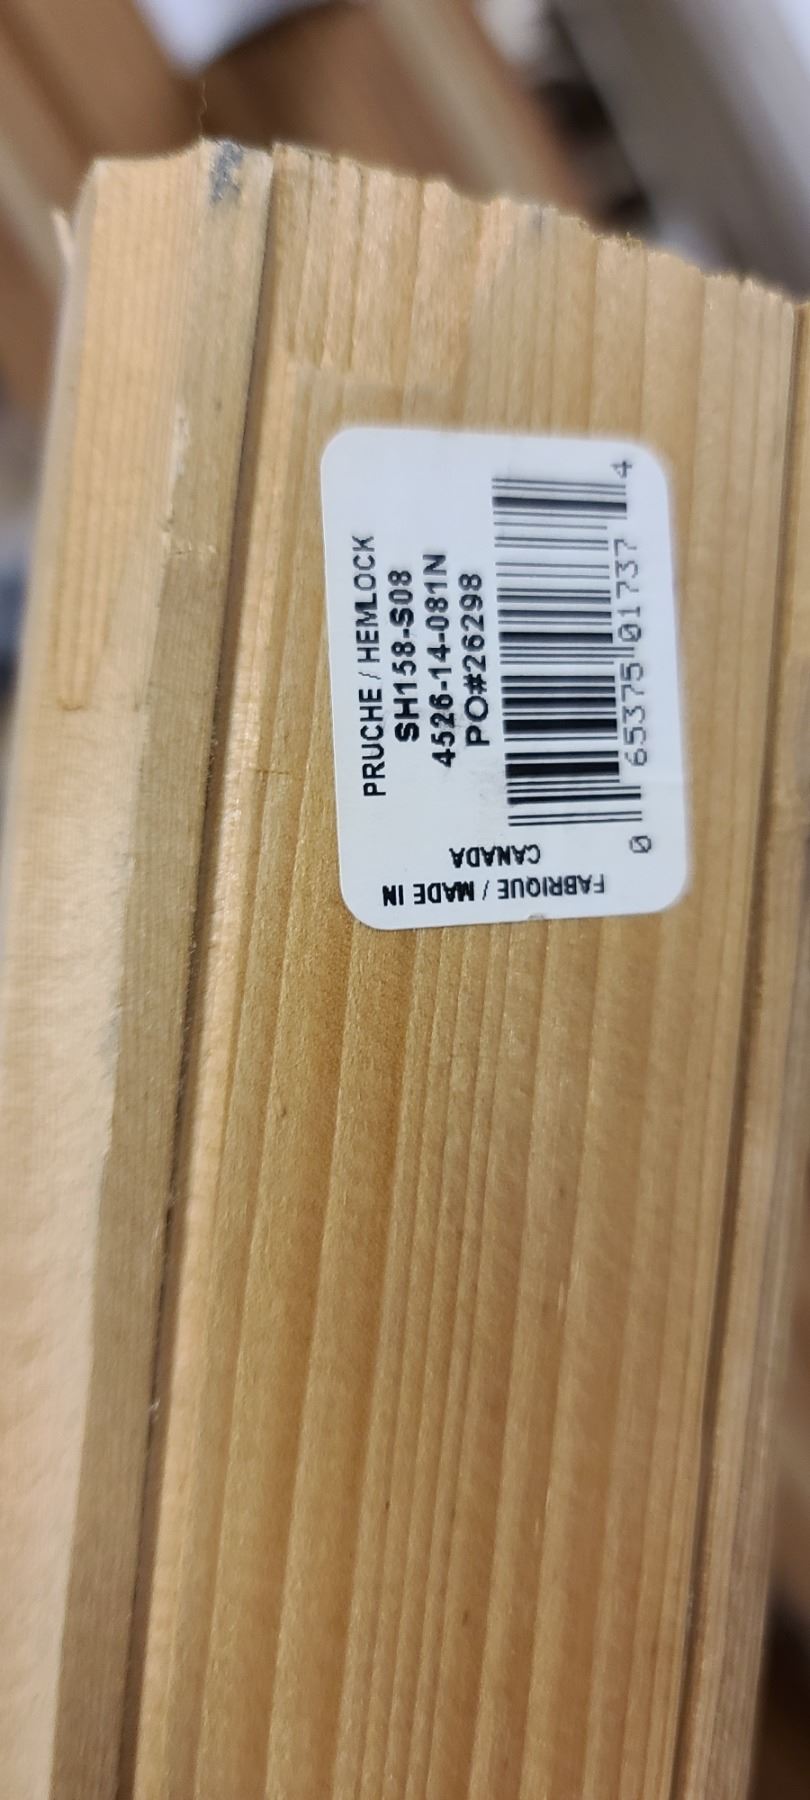 PRUCHE / HEMLOCK
SH158-S08
4526-14-081N
PO#26298
0 65375 01737 4
FABRIQUE / MADE IN
CANADA